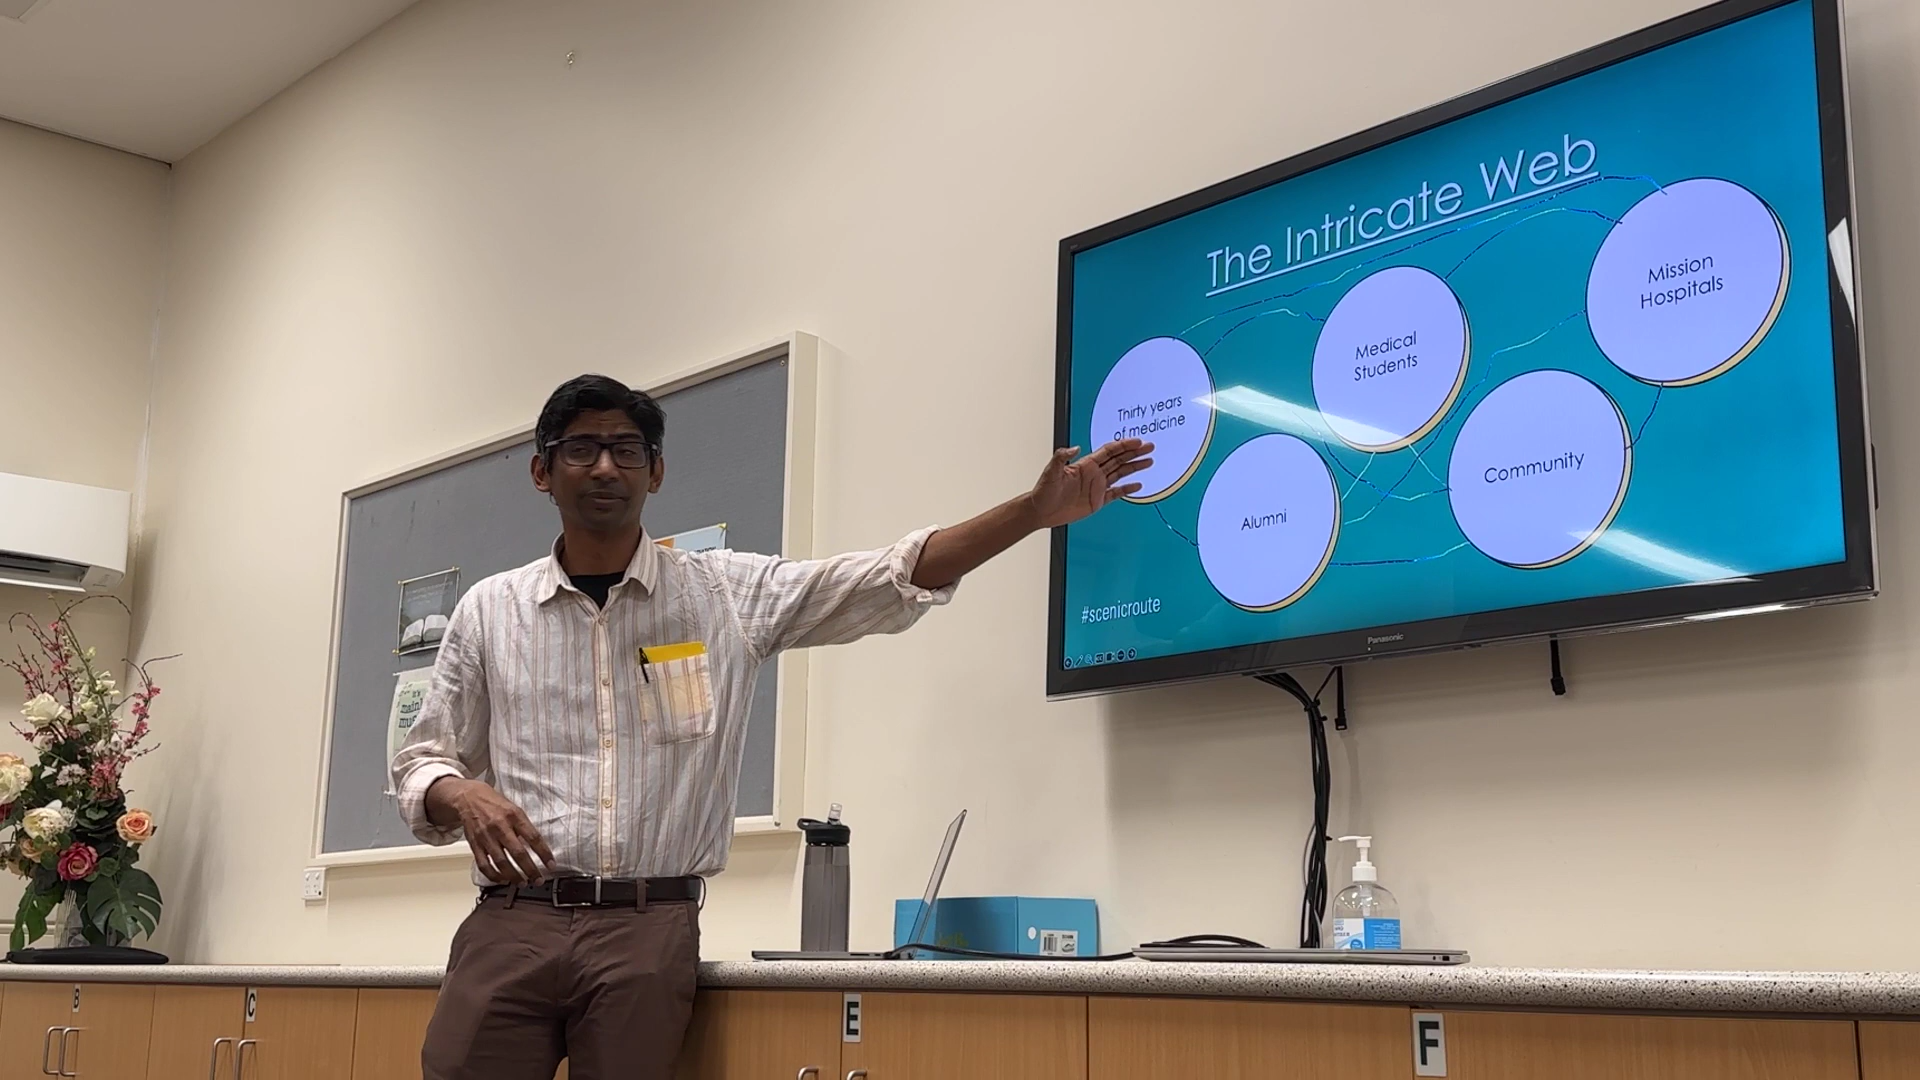 The Intricate Web
Mission
Hospitals
Medical
Students
Thirty years
of medicine
Community
Alumni
#scenicroute
Panasonic
B
C
E
F